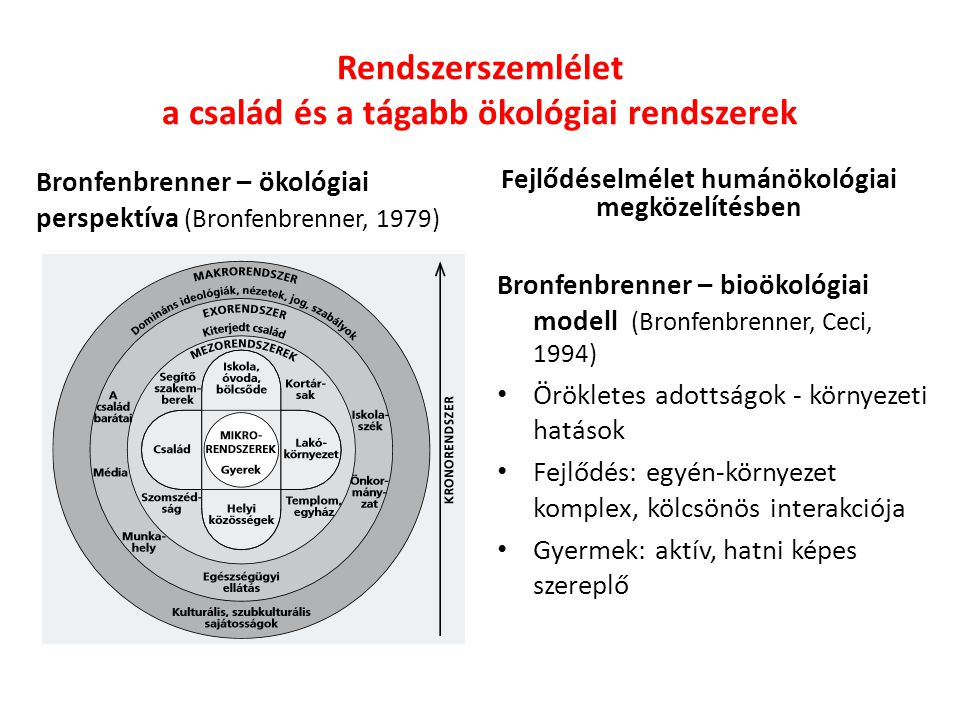 Rendszerszemlélet
a család és a tágabb ökológiai rendszerek
Bronfenbrenner – ökológiai
perspektíva (Bronfenbrenner, 1979)
MAKRORENDSZER
Domináns ideológiák, nézetek, jog, szabályok
EXORENDSZER
Kiterjedt család
MEZORENDSZEREK
Iskola,
óvoda,
bölcsőde
Segítő
szakem-
berek
Kortár-
sak
A
család
barátai
Iskola-
szék
Család
MIKRO-
RENDSZEREK
Gyerek
Lakó-
környezet
Média
Önkor-
mány-
zat
Szomszéd-
ság
Helyi
közösségek
Templom,
egyház
Munka-
hely
Egészségügyi
ellátás
Kulturális, szubkulturális
sajátosságok
KRONORENDSZER
Fejlődéselmélet humánökológiai
megközelítésben
Bronfenbrenner – bioökológiai
modell (Bronfenbrenner, Ceci,
1994)
• Örökletes adottságok - környezeti
hatások
• Fejlődés: egyén-környezet
komplex, kölcsönös interakciója
• Gyermek: aktív, hatni képes
szereplő